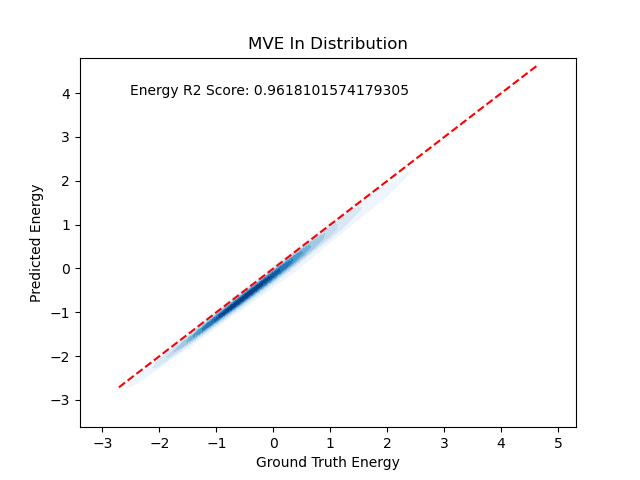 MVE In Distribution
Energy R2 Score: 0.9618101574179305
Predicted Energy
4
3
2
1
0
−1
−2
−3
−3 −2 −1 0 1 2 3 4 5
Ground Truth Energy